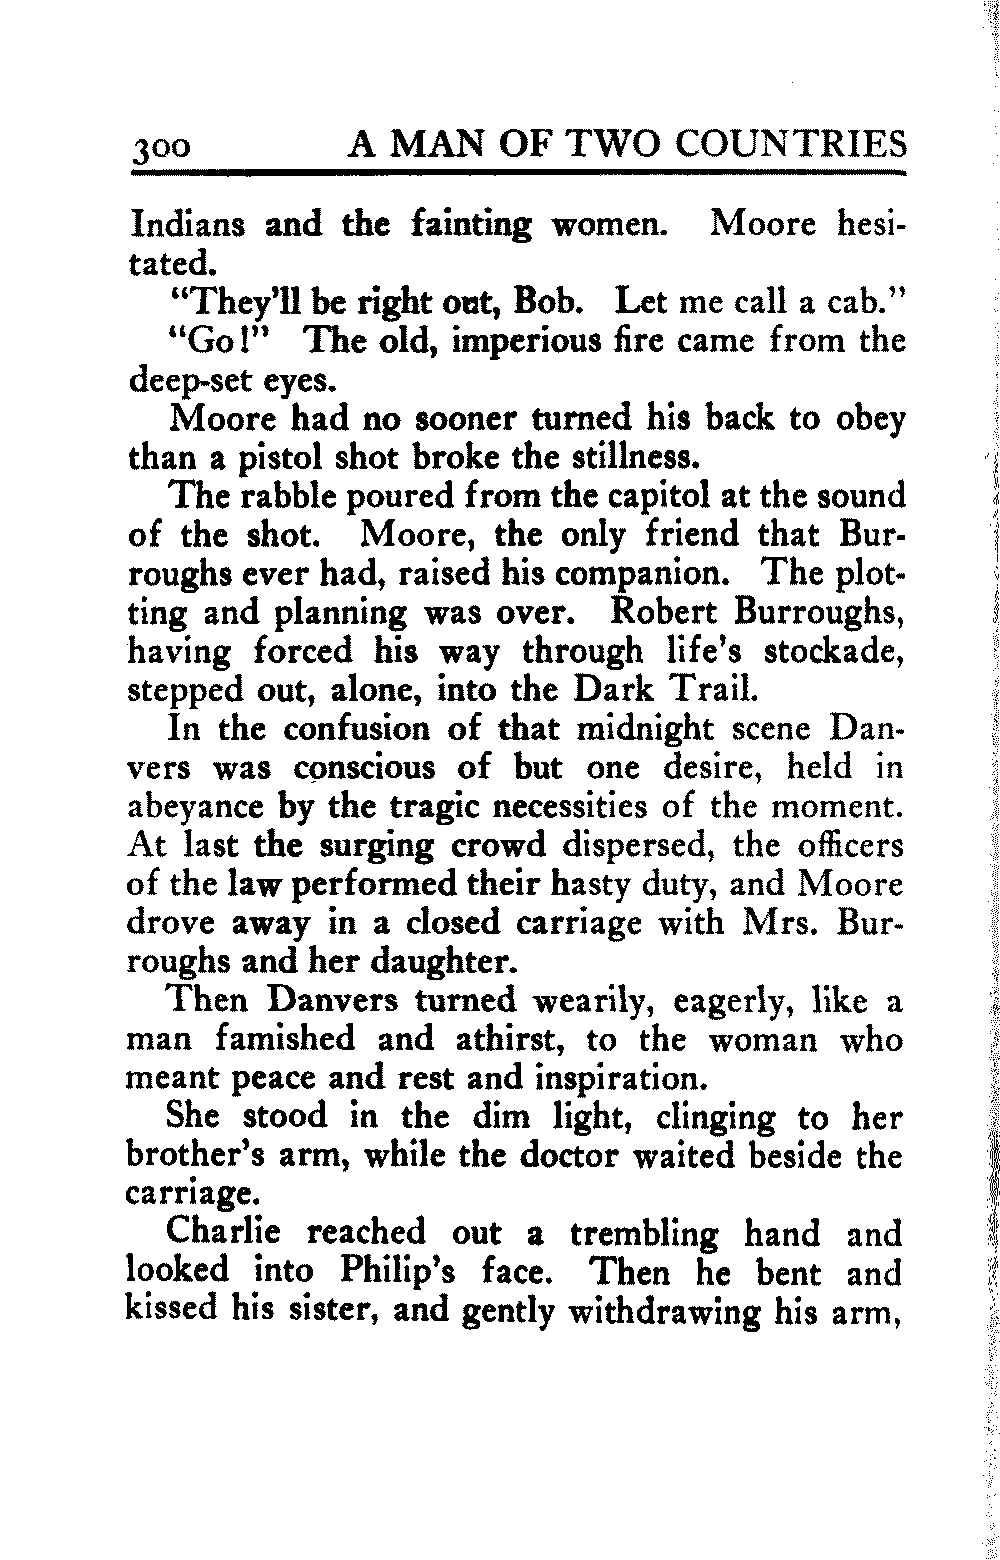 300 A MAN OF TWO COUNTRIES
Indians and the fainting women. Moore hesi-
tated.
“They’ll be right out, Bob. Let me call a cab.”
“Go!” The old, imperious fire came from the
deep-set eyes.
Moore had no sooner turned his back to obey
than a pistol shot broke the stillness.
The rabble poured from the capitol at the sound
of the shot. Moore, the only friend that Bur-
roughs ever had, raised his companion. The plot-
ting and planning was over. Robert Burroughs,
having forced his way through life’s stockade,
stepped out, alone, into the Dark Trail.
In the confusion of that midnight scene Dan-
vers was conscious of but one desire, held in
abeyance by the tragic necessities of the moment.
At last the surging crowd dispersed, the officers
of the law performed their hasty duty, and Moore
drove away in a closed carriage with Mrs. Bur-
roughs and her daughter.
Then Danvers turned wearily, eagerly, like a
man famished and athirst, to the woman who
meant peace and rest and inspiration.
She stood in the dim light, clinging to her
brother’s arm, while the doctor waited beside the
carriage.
Charlie reached out a trembling hand and
looked into Philip’s face. Then he bent and
kissed his sister, and gently withdrawing his arm,